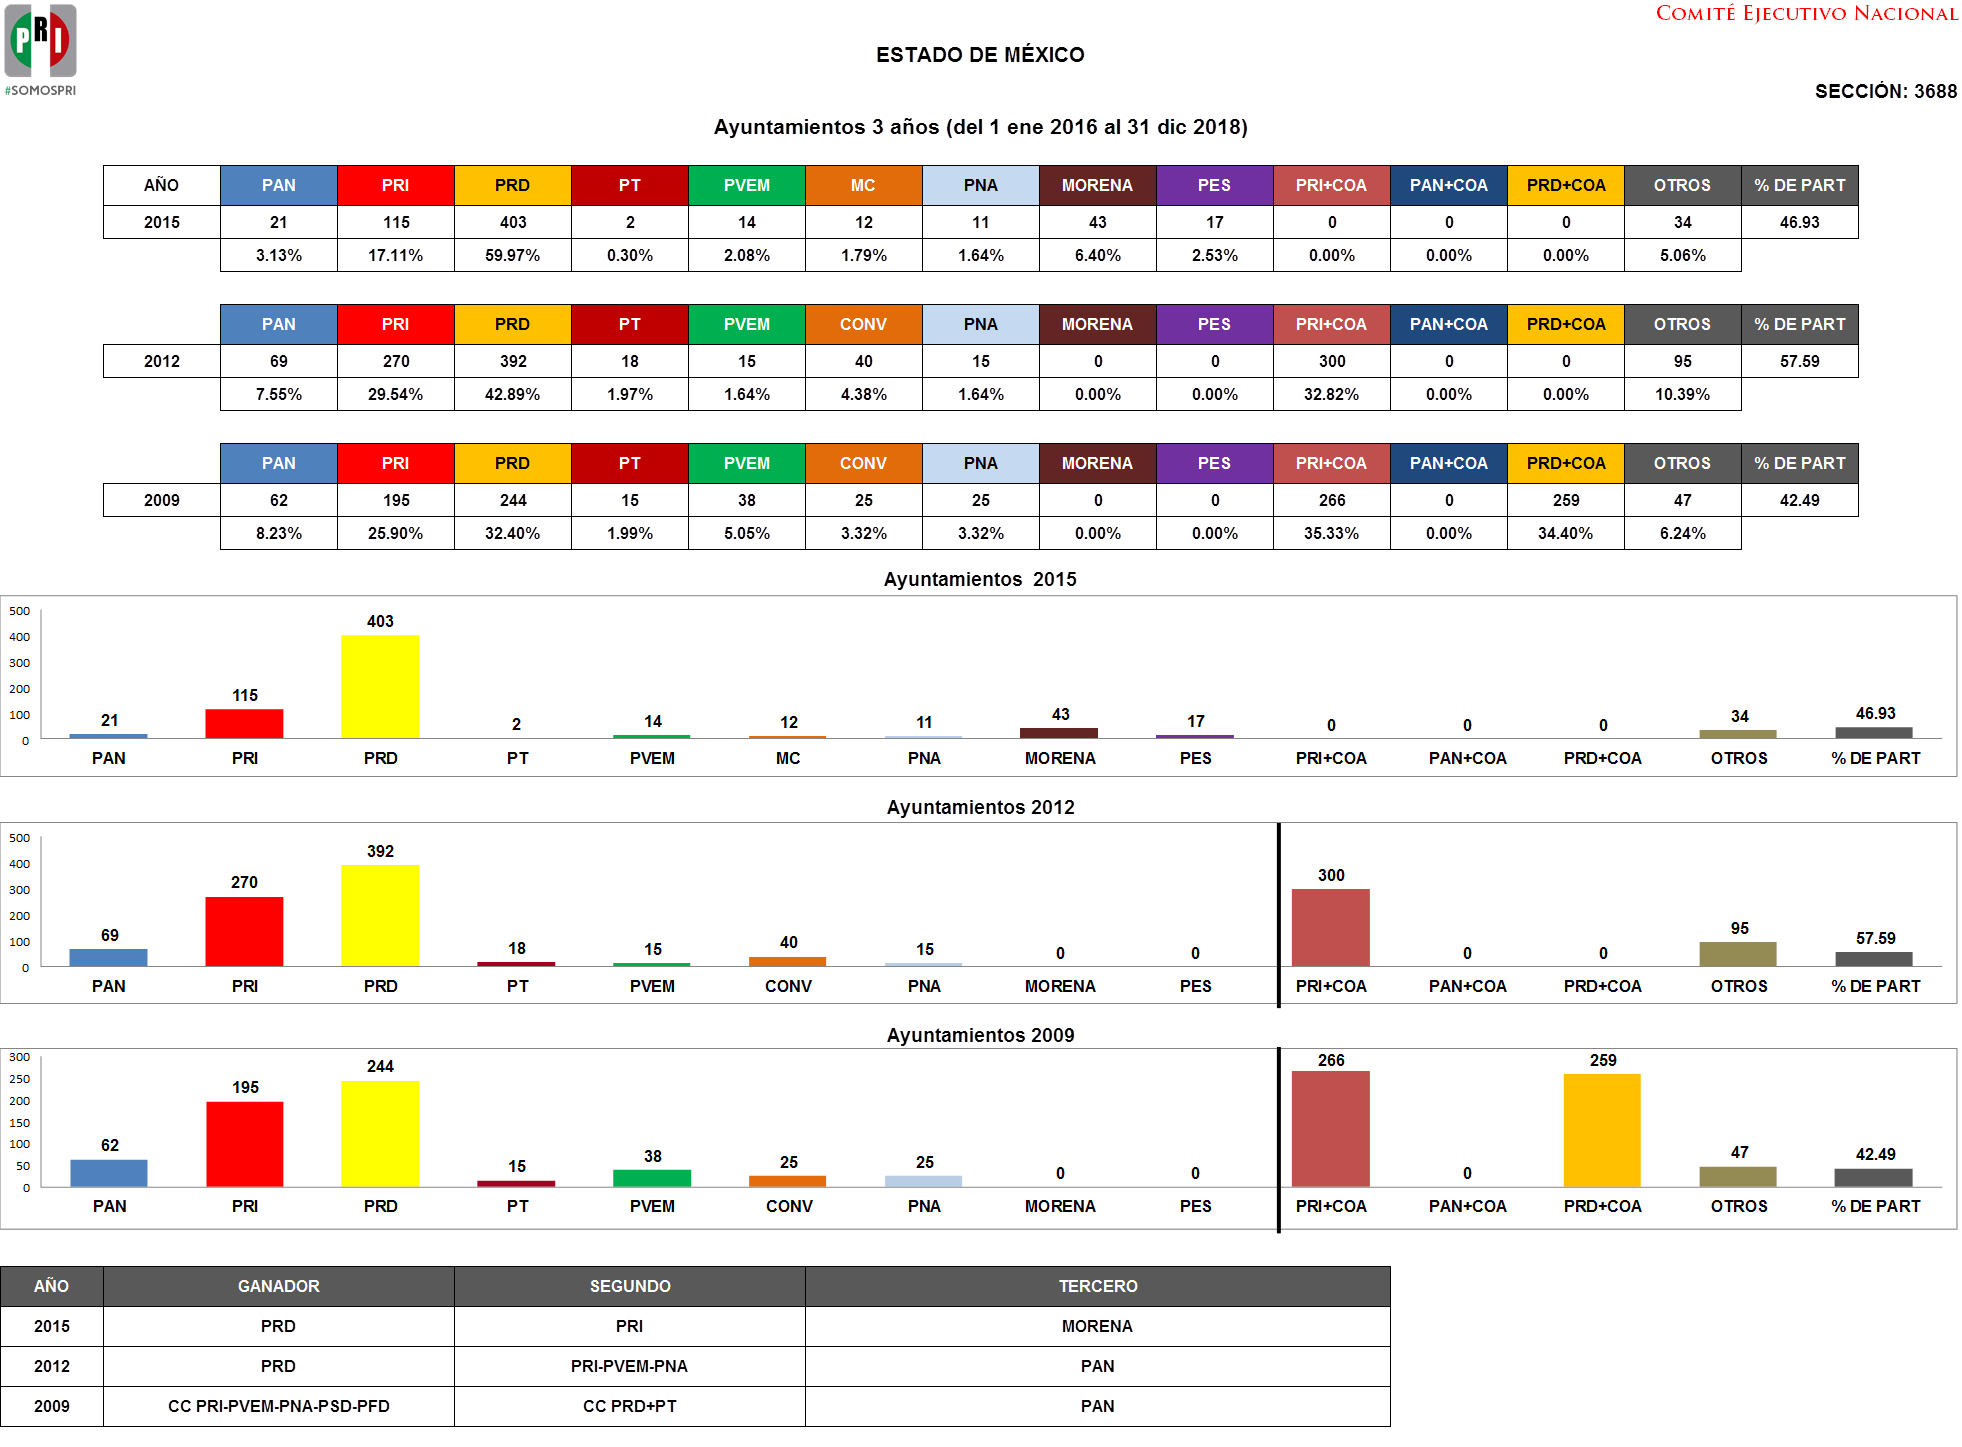 PRI
#SOMOSPRI
COMITÉ EJECUTIVO NACIONAL
ESTADO DE MÉXICO
SECCIÓN: 3688
Ayuntamientos 3 años (del 1 ene 2016 al 31 dic 2018)
AÑO PAN PRI PRD PT PVEM MC PNA MORENA PES PRI+COA PAN+COA PRD+COA OTROS % DE PART
2015 21 115 403 2 14 12 11 43 17 0 0 0 34 46.93
3.13% 17.11% 59.97% 0.30% 2.08% 1.79% 1.64% 6.40% 2.53% 0.00% 0.00% 0.00% 5.06%
PAN PRI PRD PT PVEM CONV PNA MORENA PES PRI+COA PAN+COA PRD+COA OTROS % DE PART
2012 69 270 392 18 15 40 15 0 0 300 0 0 95 57.59
7.55% 29.54% 42.89% 1.97% 1.64% 4.38% 1.64% 0.00% 0.00% 32.82% 0.00% 0.00% 10.39%
PAN PRI PRD PT PVEM CONV PNA MORENA PES PRI+COA PAN+COA PRD+COA OTROS % DE PART
2009 62 195 244 15 38 25 25 0 0 266 0 259 47 42.49
8.23% 25.90% 32.40% 1.99% 5.05% 3.32% 3.32% 0.00% 0.00% 35.33% 0.00% 34.40% 6.24%
Ayuntamientos 2015
500
400
300
200
100
0
21 115 403 2 14 12 11 43 17 0 0 0 34 46.93
PAN PRI PRD PT PVEM MC PNA MORENA PES PRI+COA PAN+COA PRD+COA OTROS % DE PART
Ayuntamientos 2012
500
400
300
200
100
0
69 270 392 18 15 40 15 0 0 300 0 0 95 57.59
PAN PRI PRD PT PVEM CONV PNA MORENA PES PRI+COA PAN+COA PRD+COA OTROS % DE PART
Ayuntamientos 2009
300
250
200
150
100
50
0
62 195 244 15 38 25 25 0 0 266 0 259 47 42.49
PAN PRI PRD PT PVEM CONV PNA MORENA PES PRI+COA PAN+COA PRD+COA OTROS % DE PART
AÑO GANADOR SEGUNDO TERCERO
2015 PRD PRI MORENA
2012 PRD PRI-PVEM-PNA PAN
2009 CC PRI-PVEM-PNA-PSD-PFD CC PRD+PT PAN